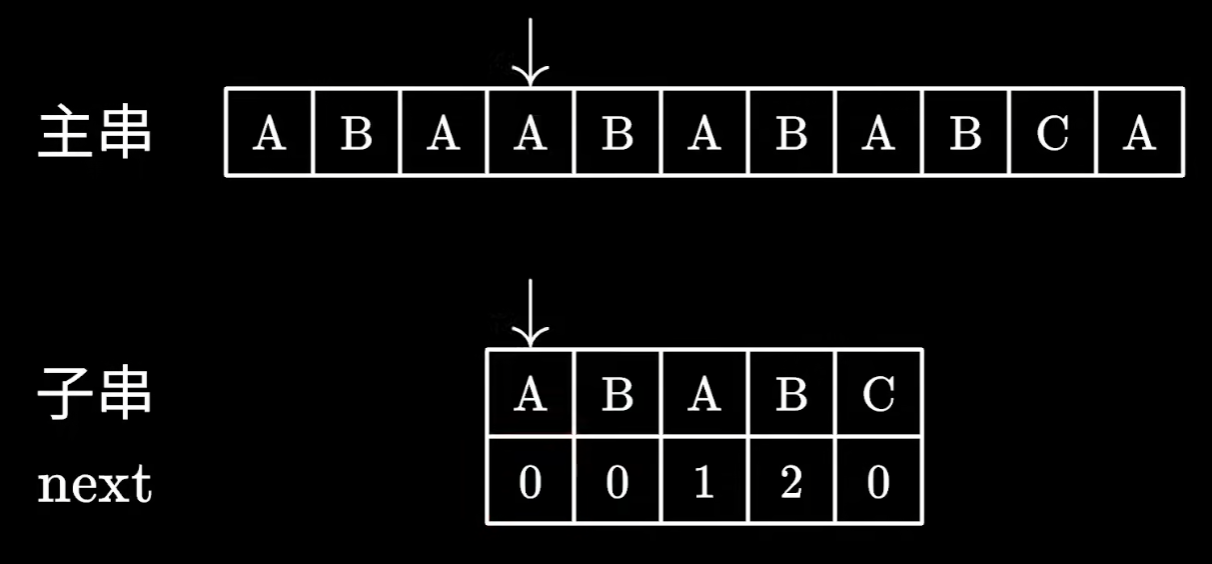 主串 A B A A B A B A B C A
子串 A B A B C
next 0 0 1 2 0